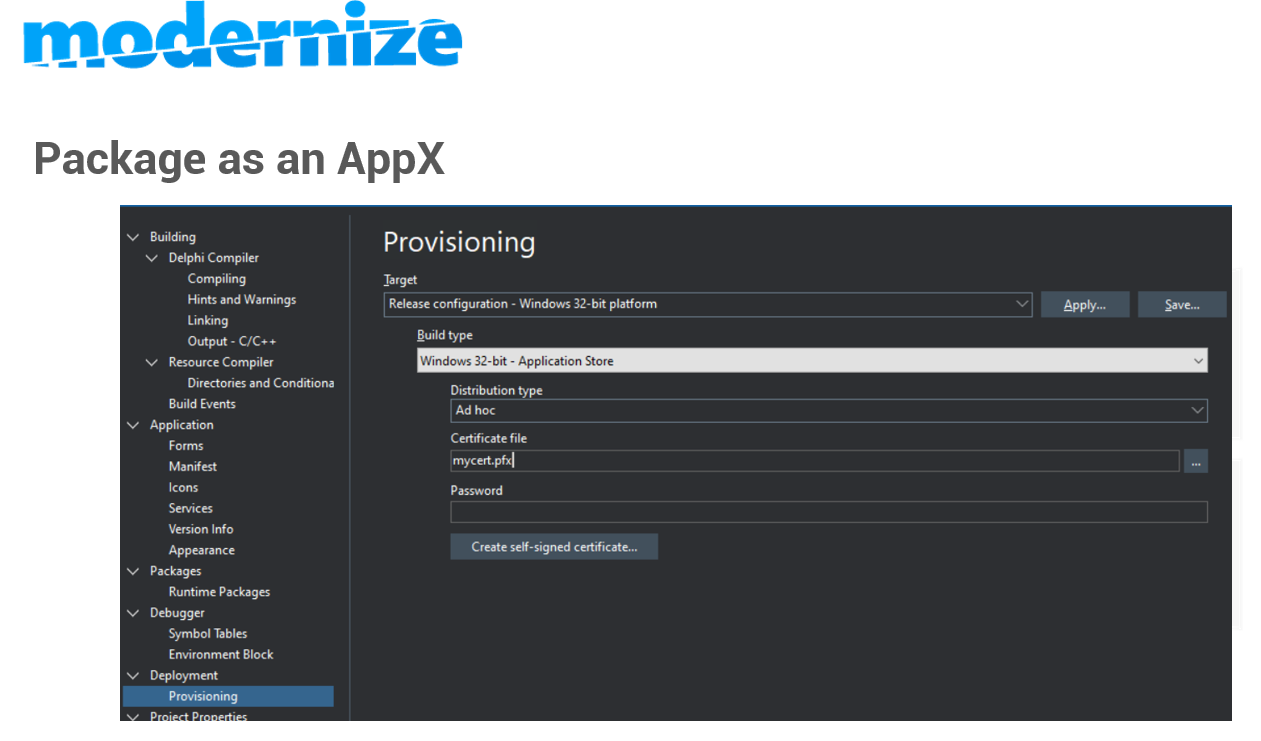 modernize
Package as an AppX
Building
Delphi Compiler
Compiling
Hints and Warnings
Linking
Output - C/C++
Resource Compiler
Directories and Conditiona
Build Events
Application
Forms
Manifest
Icons
Services
Version Info
Appearance
Packages
Runtime Packages
Debugger
Symbol Tables
Environment Block
Deployment
Provisioning
Project Properties
Provisioning
Target
Release configuration - Windows 32-bit platform
Apply...
Save...
Build type
Windows 32-bit - Application Store
Distribution type
Ad hoc
Certificate file
mycert.pfx
...
Password
Create self-signed certificate...